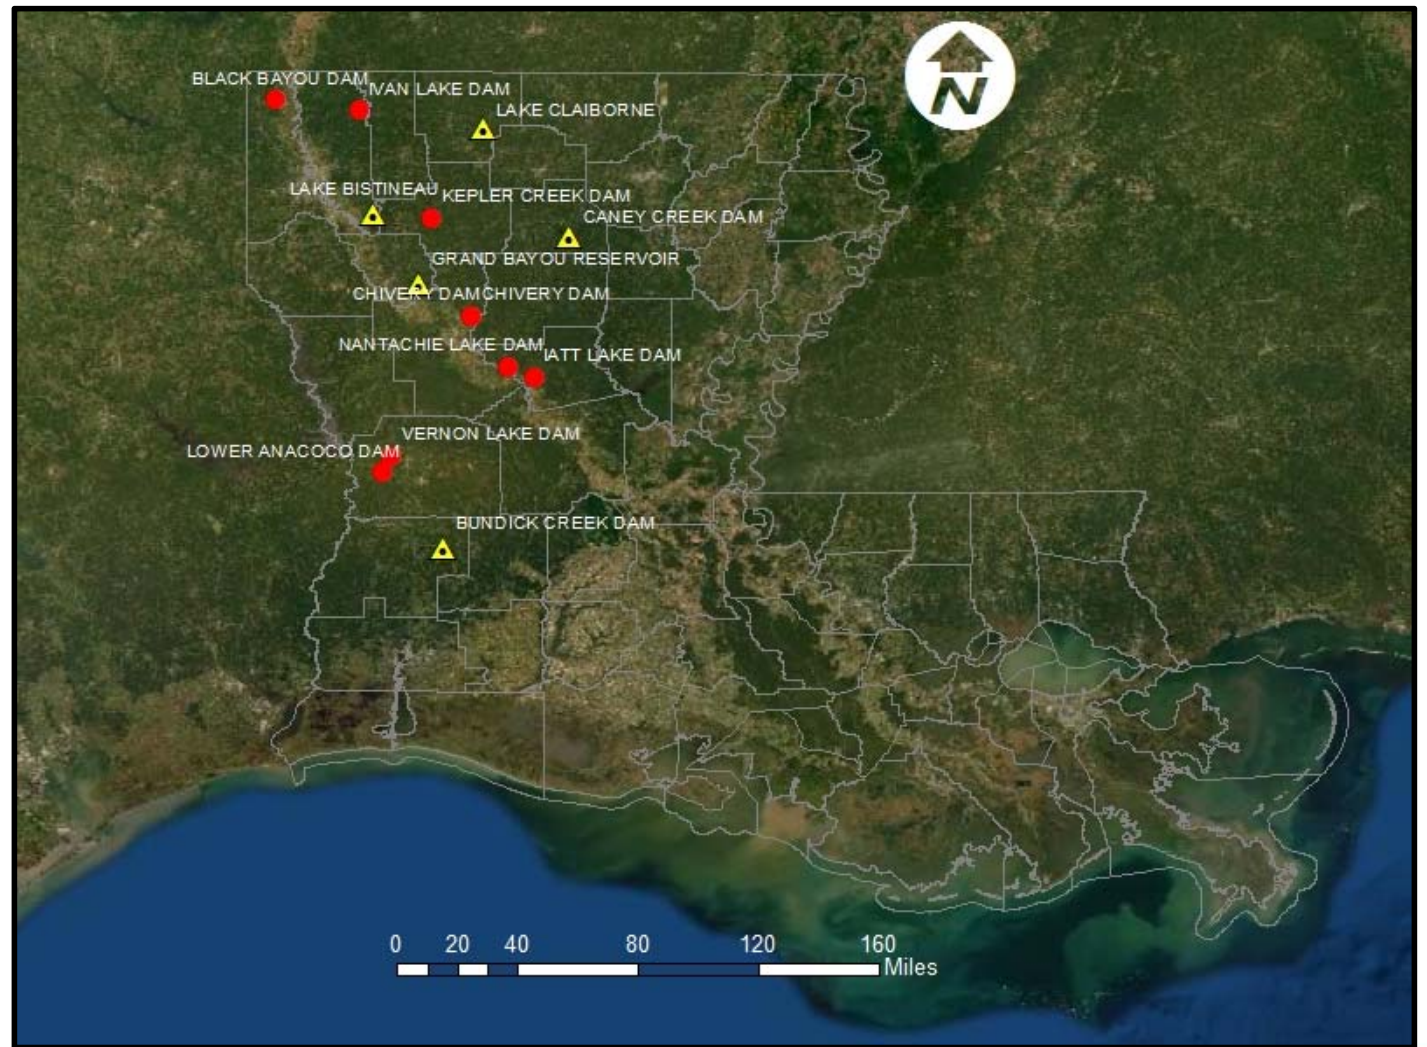 N
BLACK BAYOU DAM
IVAN LAKE DAM
LAKE CLAIBORNE
LAKE BISTINEAU
KEPLER CREEK DAM
CANEY CREEK DAM
GRAND BAYOU RESERVOIR
CHIVERY DAM
CHIVERY DAM
NANTACHIE LAKE DAM
IATT LAKE DAM
VERNON LAKE DAM
LOWER ANACOCO DAM
BUNDICK CREEK DAM
0 20 40 80 120 160
Miles